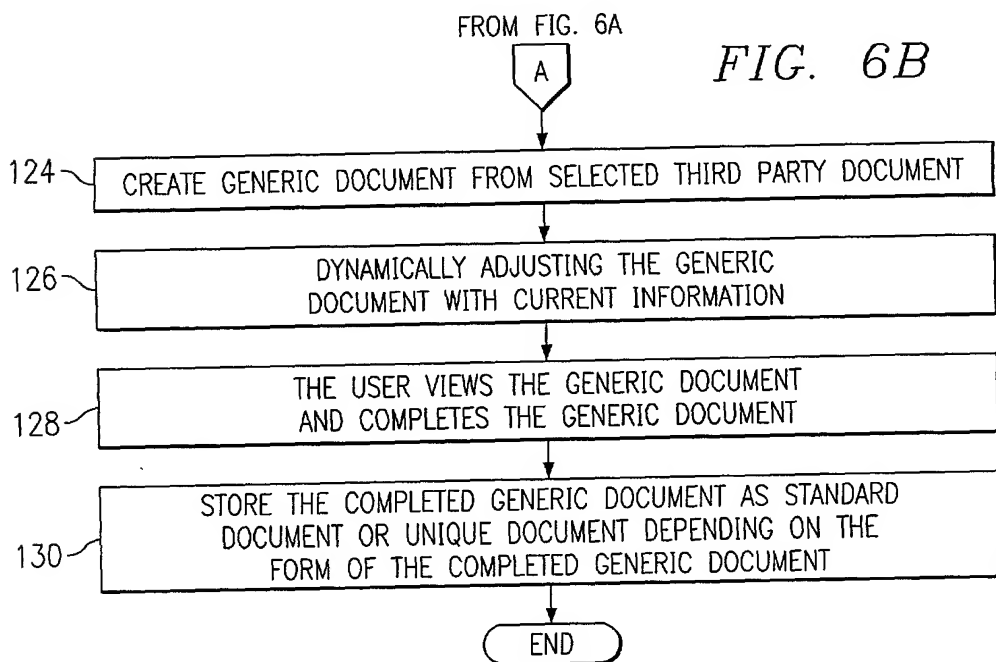 FROM FIG. 6A
A
FIG. 6B
124
CREATE GENERIC DOCUMENT FROM SELECTED THIRD PARTY DOCUMENT
126
DYNAMICALLY ADJUSTING THE GENERIC
DOCUMENT WITH CURRENT INFORMATION
128
THE USER VIEWS THE GENERIC DOCUMENT
AND COMPLETES THE GENERIC DOCUMENT
130
STORE THE COMPLETED GENERIC DOCUMENT AS STANDARD
DOCUMENT OR UNIQUE DOCUMENT DEPENDING ON THE
FORM OF THE COMPLETED GENERIC DOCUMENT
END